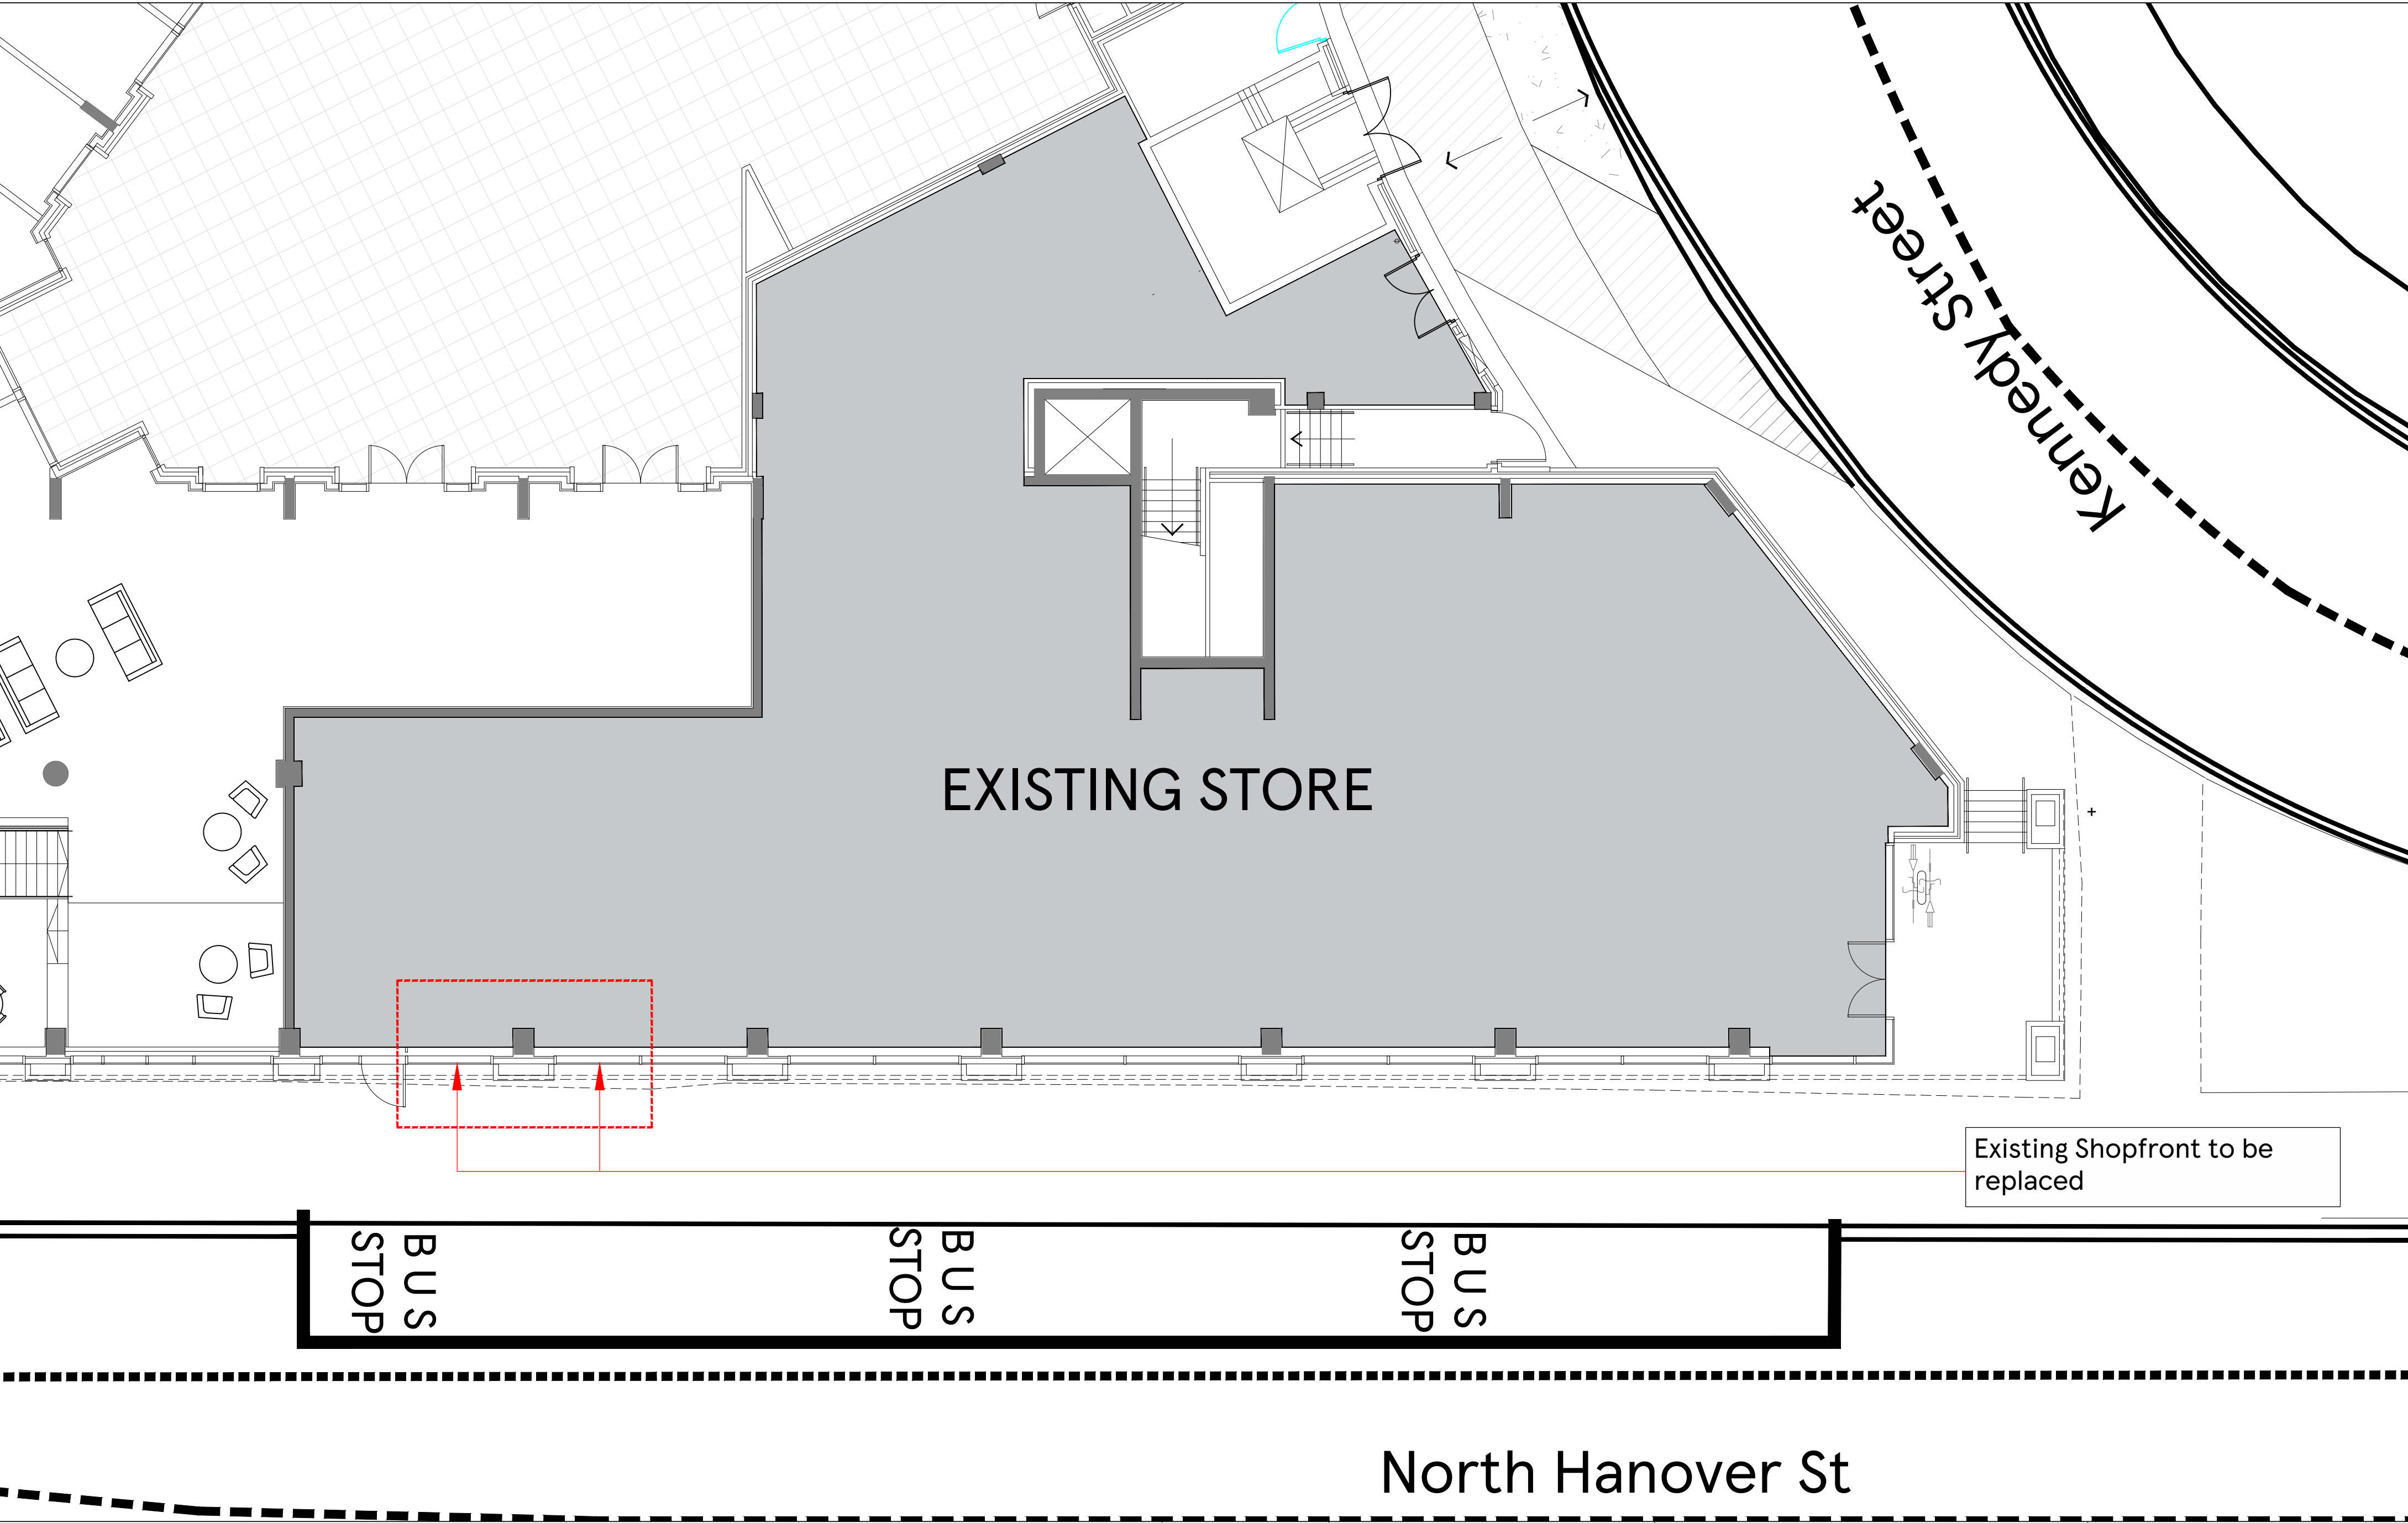 Kennedy Street
EXISTING STORE
Existing Shopfront to be
replaced
BUS
STOP
BUS
STOP
BUS
STOP
North Hanover St